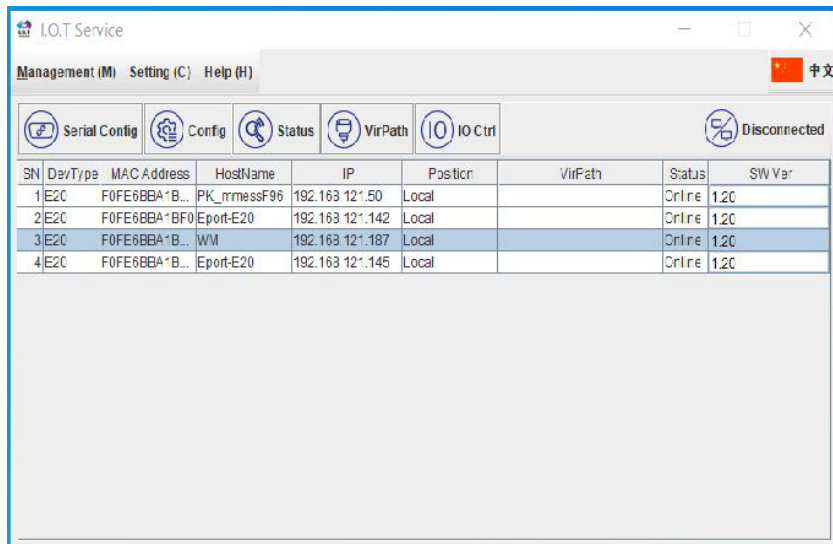 I.O.T Service
Management (M) Setting (C) Help (H) 中文
Serial Config Config Status VirPath IO IO Ctrl Disconnected
SN DevType MAC Address HostName IP Position VirPath Status SW Ver
1 E20 F0FE6BBA1B... PK_mmessF96 192.168.121.50 Local Online 1.20
2 E20 F0FE6BBA1BF0 Eport-E20 192.168.121.142 Local Online 1.20
3 E20 F0FE6BBA1B... WM 192.168.121.187 Local Online 1.20
4 E20 F0FE6BBA1B... Eport-E20 192.168.121.145 Local Online 1.20